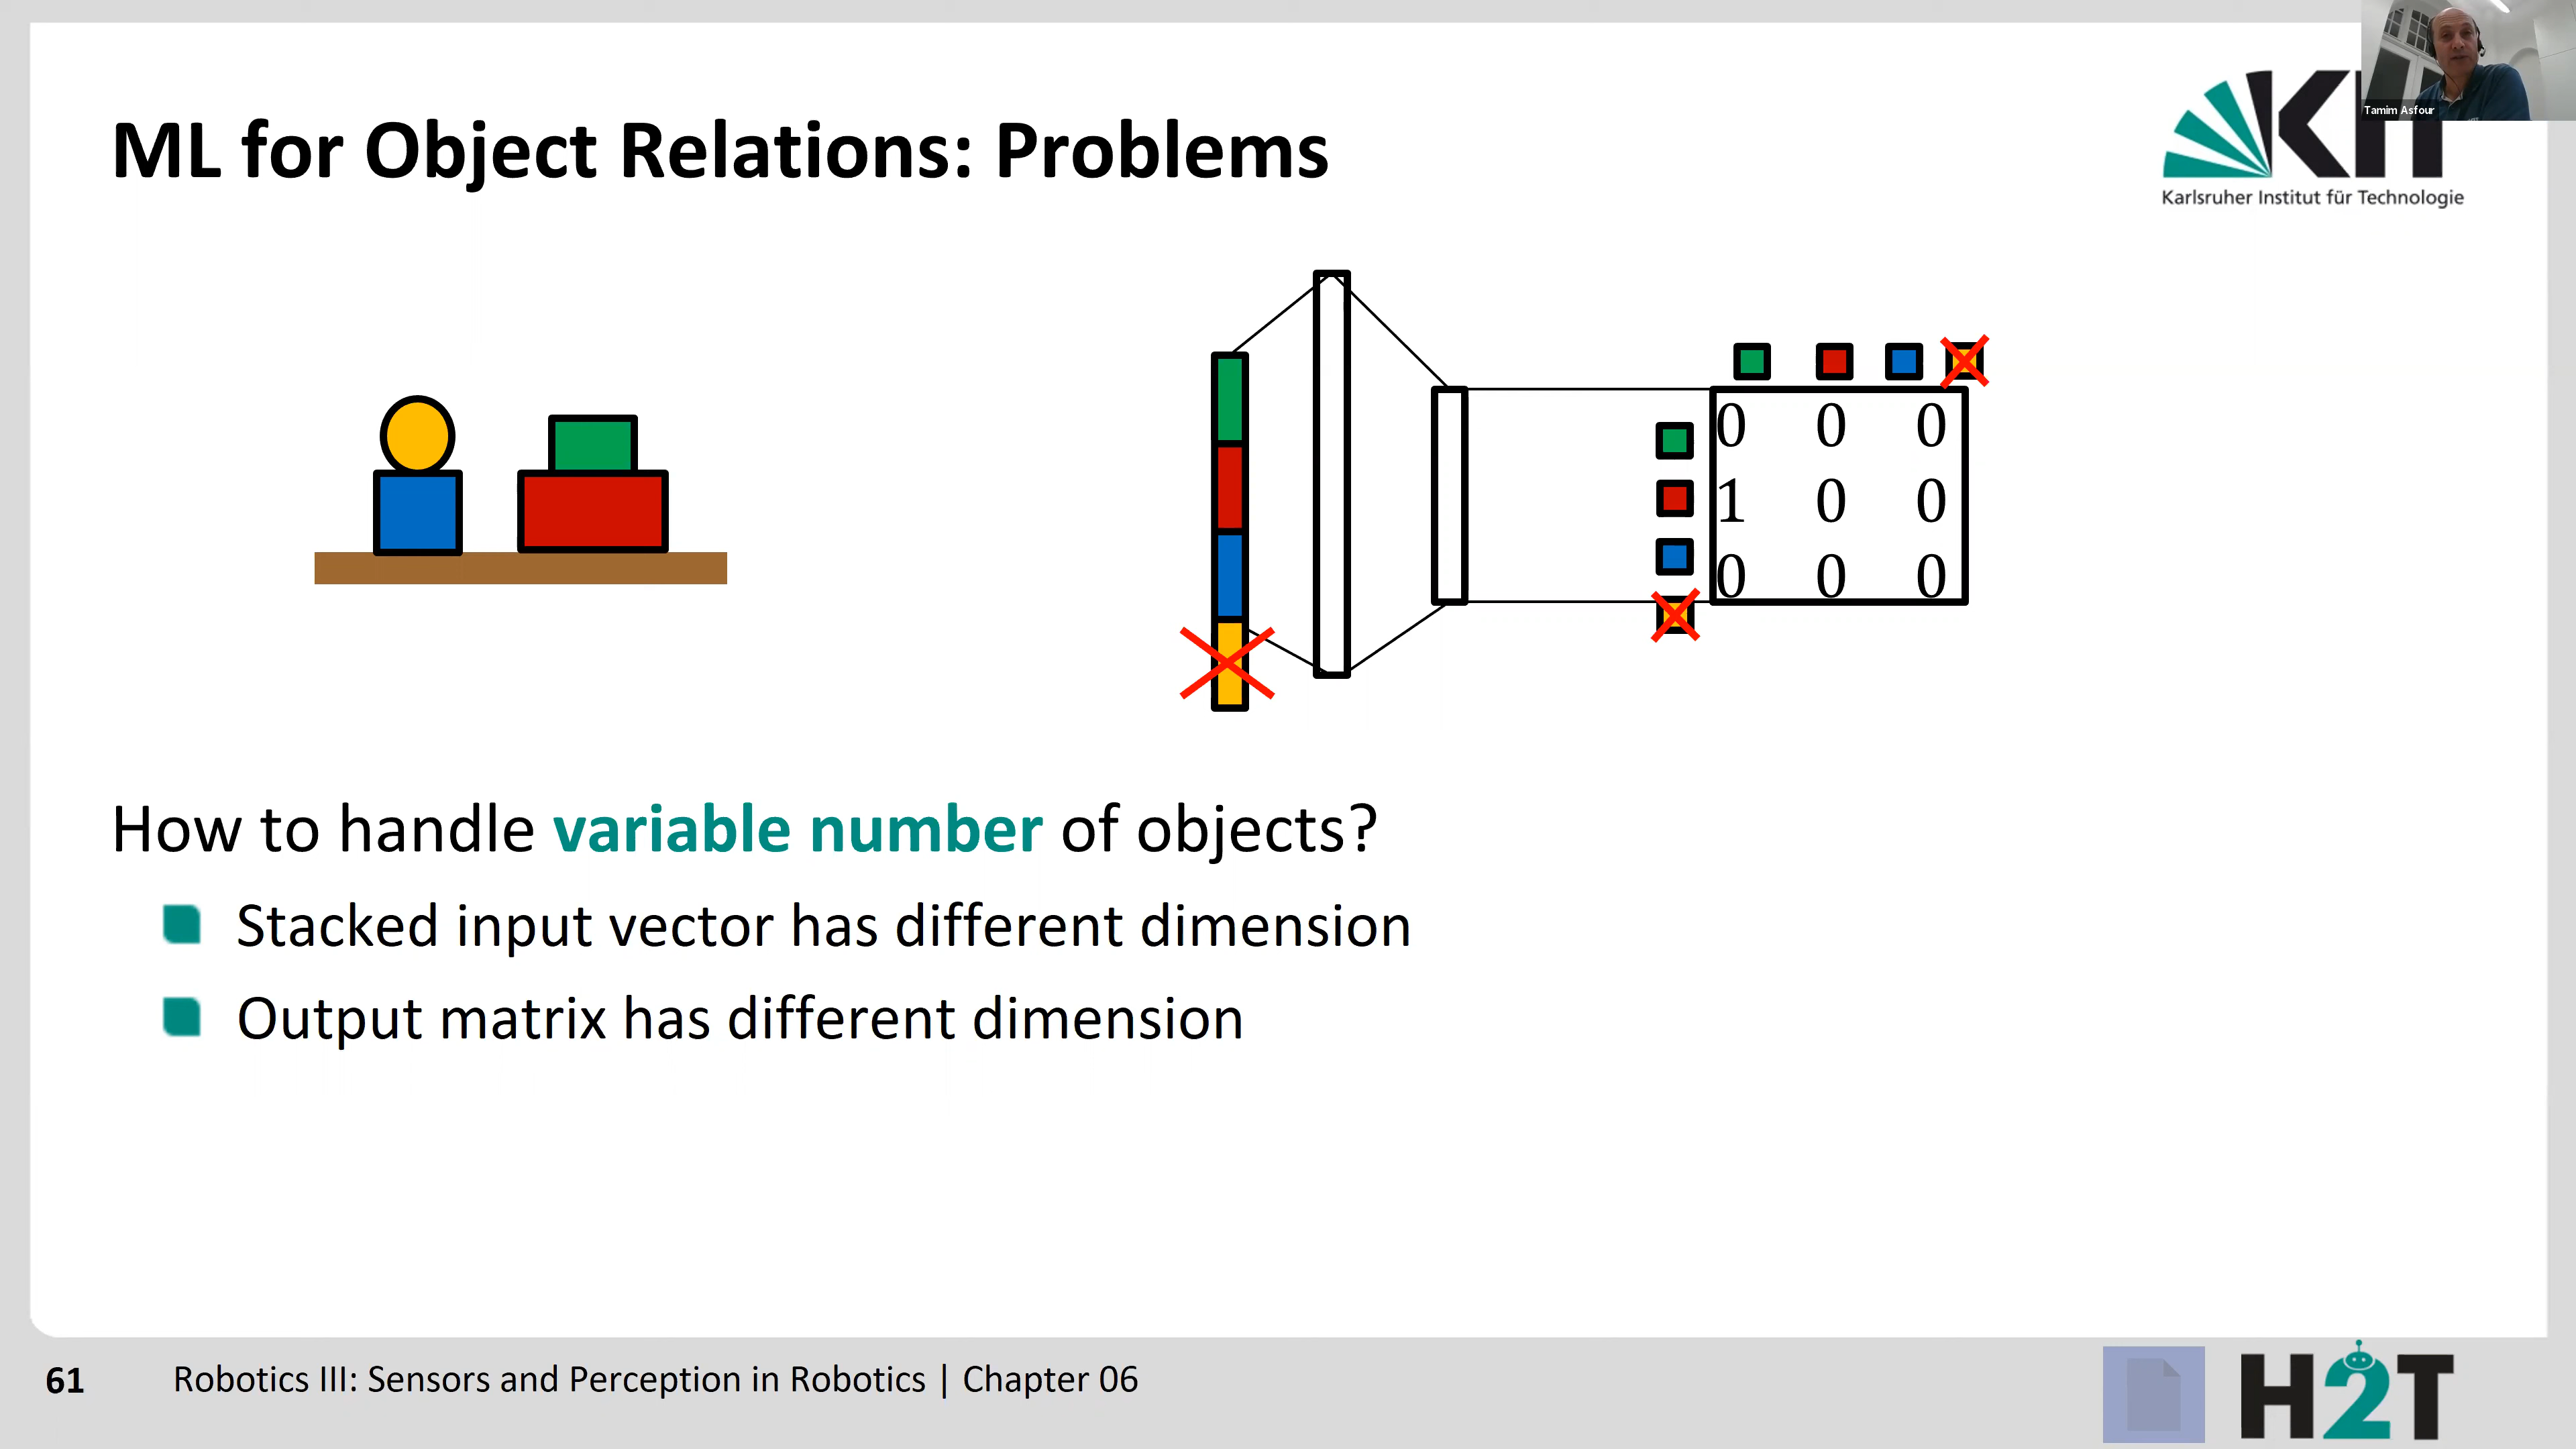 Tamim Asfour
ML for Object Relations: Problems
Karlsruher Institut für Technologie
0 0 0
1 0 0
0 0 0
How to handle variable number of objects?
Stacked input vector has different dimension
Output matrix has different dimension
61
Robotics III: Sensors and Perception in Robotics | Chapter 06
H2T